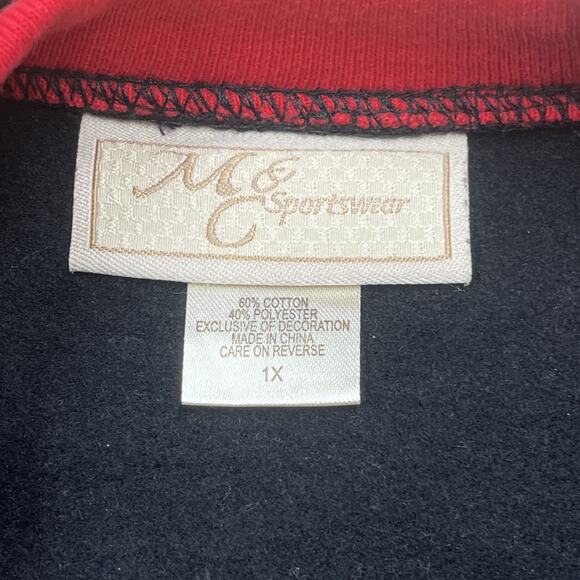 M & C Sportswear
60% COTTON
40% POLYESTER
EXCLUSIVE OF DECORATION
MADE IN CHINA
CARE ON REVERSE
1X